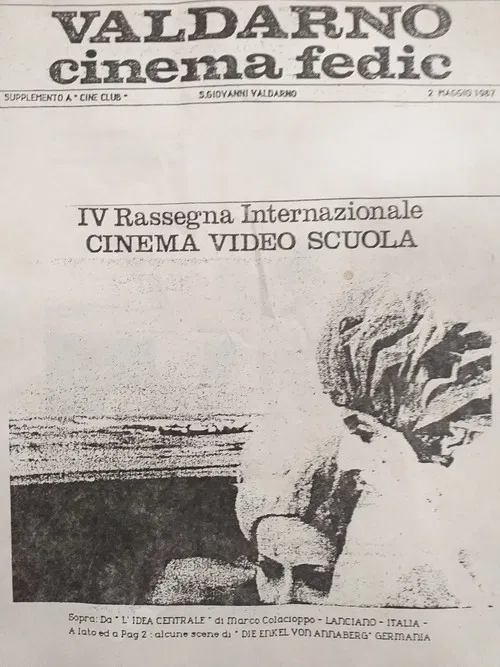 VALDARNO
cinema fedic
SUPPLEMENTO A "CINE CLUB" S.GIOVANNI VALDARNO 2 MAGGIO 1987
IV Rassegna Internazionale
CINEMA VIDEO SCUOLA
Sopra: Da " L' IDEA CENTRALE " di Marco Colacioppo - LANCIANO - ITALIA -
A lato ed a Pag 2 : alcune scene di " DIE ENKEL VON ANNABERG" GERMANIA